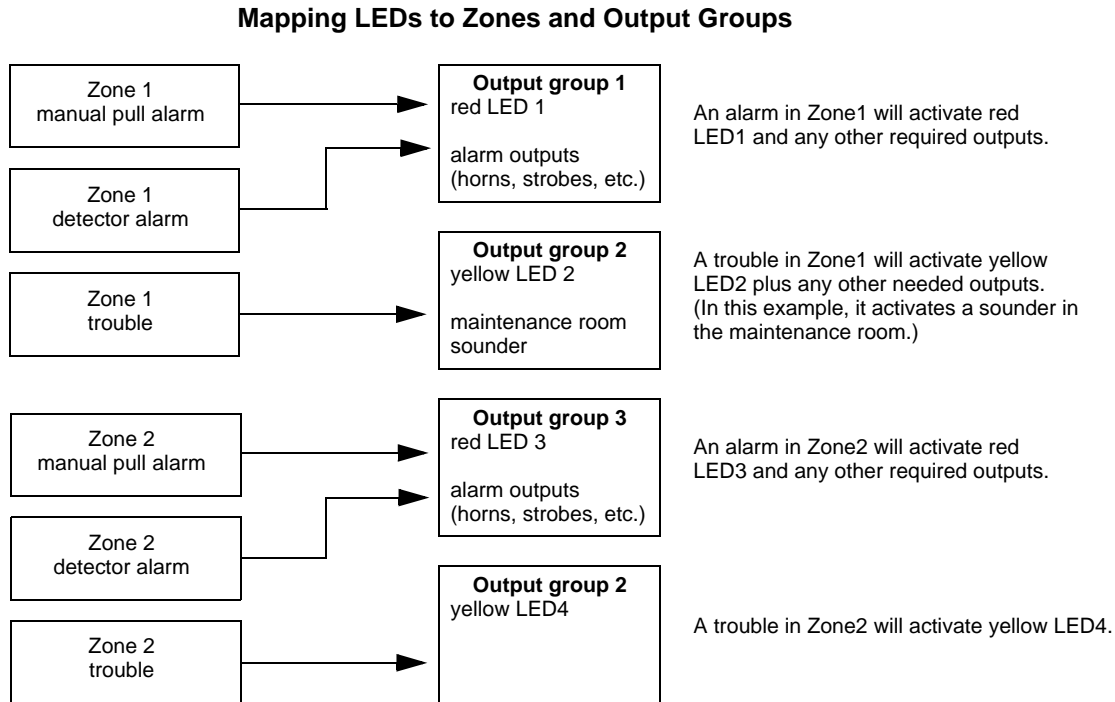 Mapping LEDs to Zones and Output Groups
Zone 1
manual pull alarm
Output group 1
red LED 1
alarm outputs
(horns, strobes, etc.)
An alarm in Zone1 will activate red
LED1 and any other required outputs.
Zone 1
detector alarm
Zone 1
trouble
Output group 2
yellow LED 2
maintenance room
sounder
A trouble in Zone1 will activate yellow
LED2 plus any other needed outputs.
(In this example, it activates a sounder in
the maintenance room.)
Zone 2
manual pull alarm
Output group 3
red LED 3
alarm outputs
(horns, strobes, etc.)
An alarm in Zone2 will activate red
LED3 and any other required outputs.
Zone 2
detector alarm
Zone 2
trouble
Output group 2
yellow LED4
A trouble in Zone2 will activate yellow LED4.